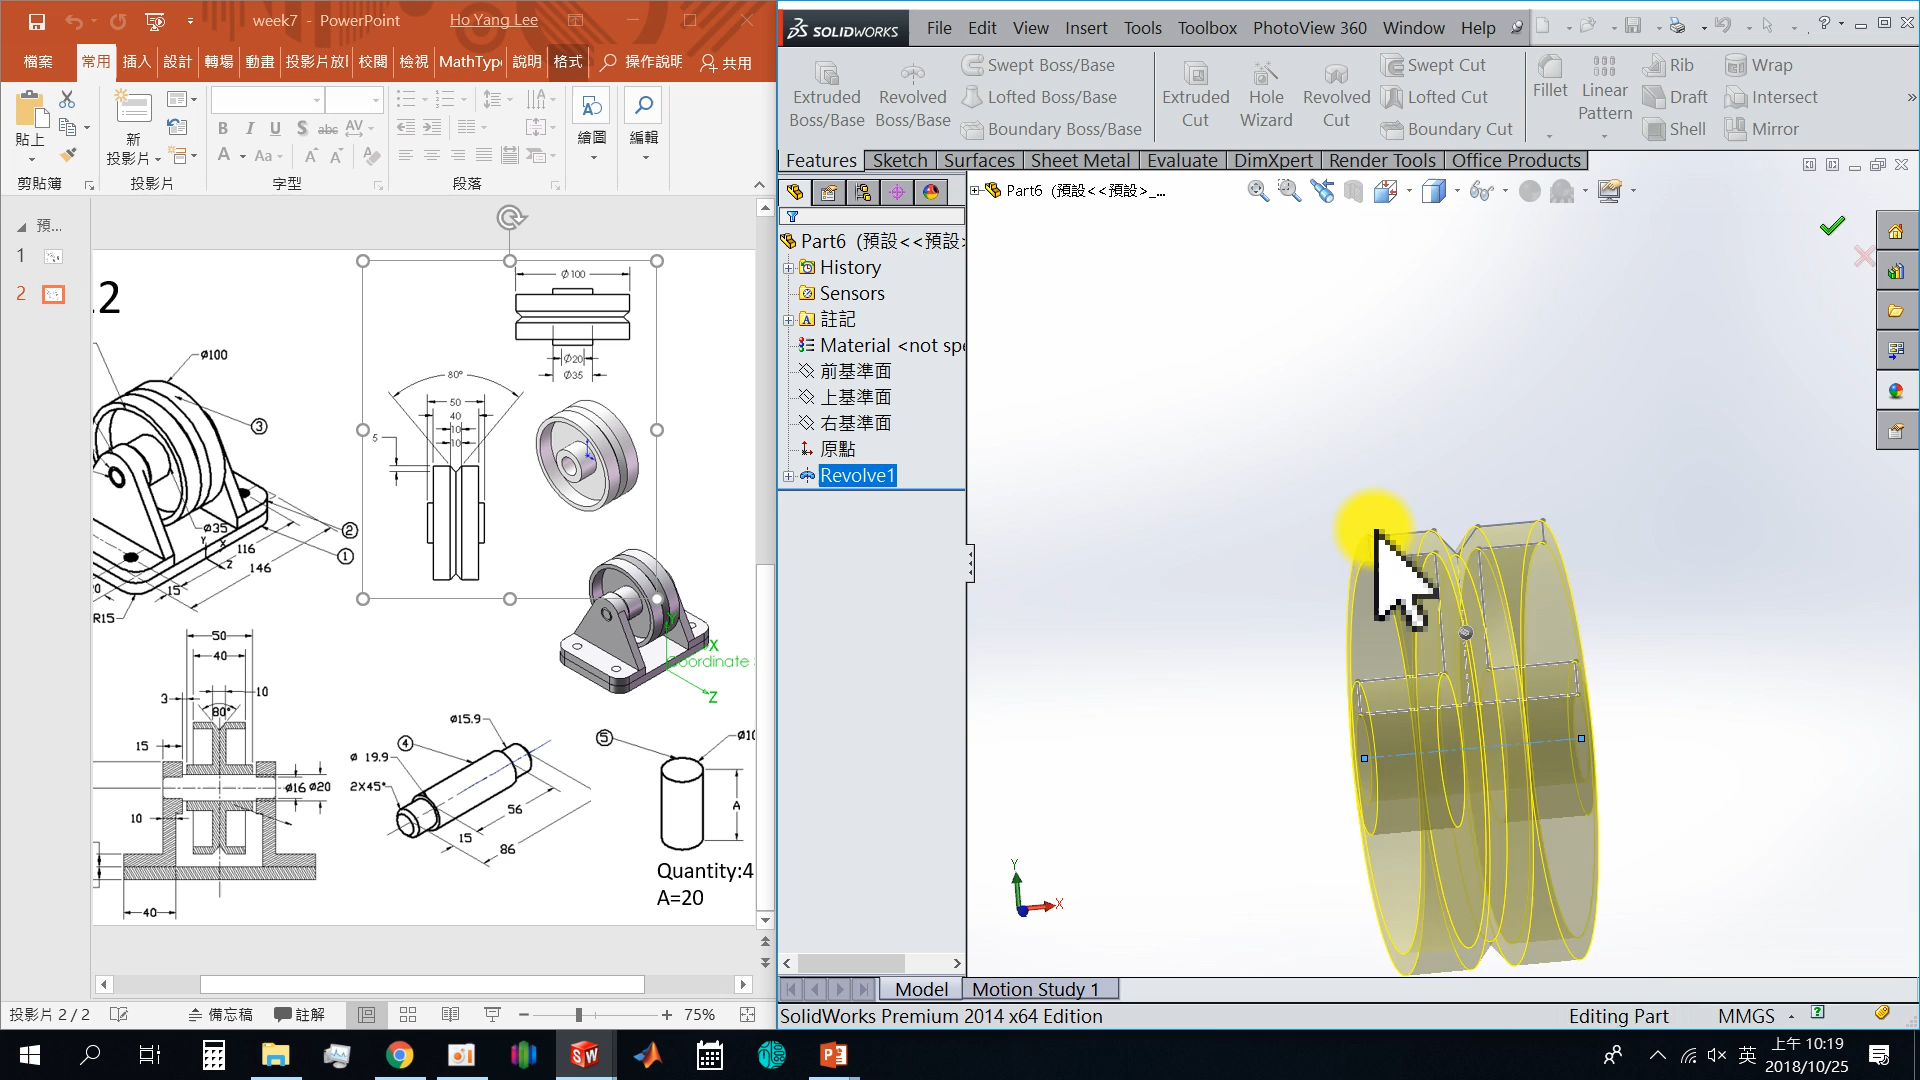 week7 - PowerPoint
Ho Yang Lee
檔案 常用 插入 設計 轉場 動畫 投影片放 校閱 檢視 MathType 說明 格式 操作說明 共用
貼上
新
投影片
繪圖
編輯
剪貼簿 投影片 字型 段落
預...
1
2
.2
Ø100
③
Ø35
②
①
116
146
15
R15
Y
X
Z
Ø100
Ø20
Ø35
80°
50
40
10
10
5
Coordinate
X
Y
Z
50
40
10
3
80°
15
Ø16 Ø20
10
40
Ø15.9
④
Ø 19.9
2X45°
56
15
86
⑤
A
Quantity:4
A=20
投影片 2 / 2 備忘稿 註解 75%
SOLIDWORKS
File Edit View Insert Tools Toolbox PhotoView 360 Window Help
Extruded Boss/Base
Revolved Boss/Base
Swept Boss/Base
Lofted Boss/Base
Boundary Boss/Base
Extruded Cut
Hole Wizard
Revolved Cut
Swept Cut
Lofted Cut
Boundary Cut
Fillet
Linear Pattern
Rib
Draft
Shell
Wrap
Intersect
Mirror
Features Sketch Surfaces Sheet Metal Evaluate DimXpert Render Tools Office Products
Part6 (預設<<預設>_...
Part6 (預設<<預設>
History
Sensors
註記
Material <not spe
前基準面
上基準面
右基準面
原點
Revolve1
Y
X
Model Motion Study 1
SolidWorks Premium 2014 x64 Edition Editing Part MMGS
英
上午 10:19
2018/10/25